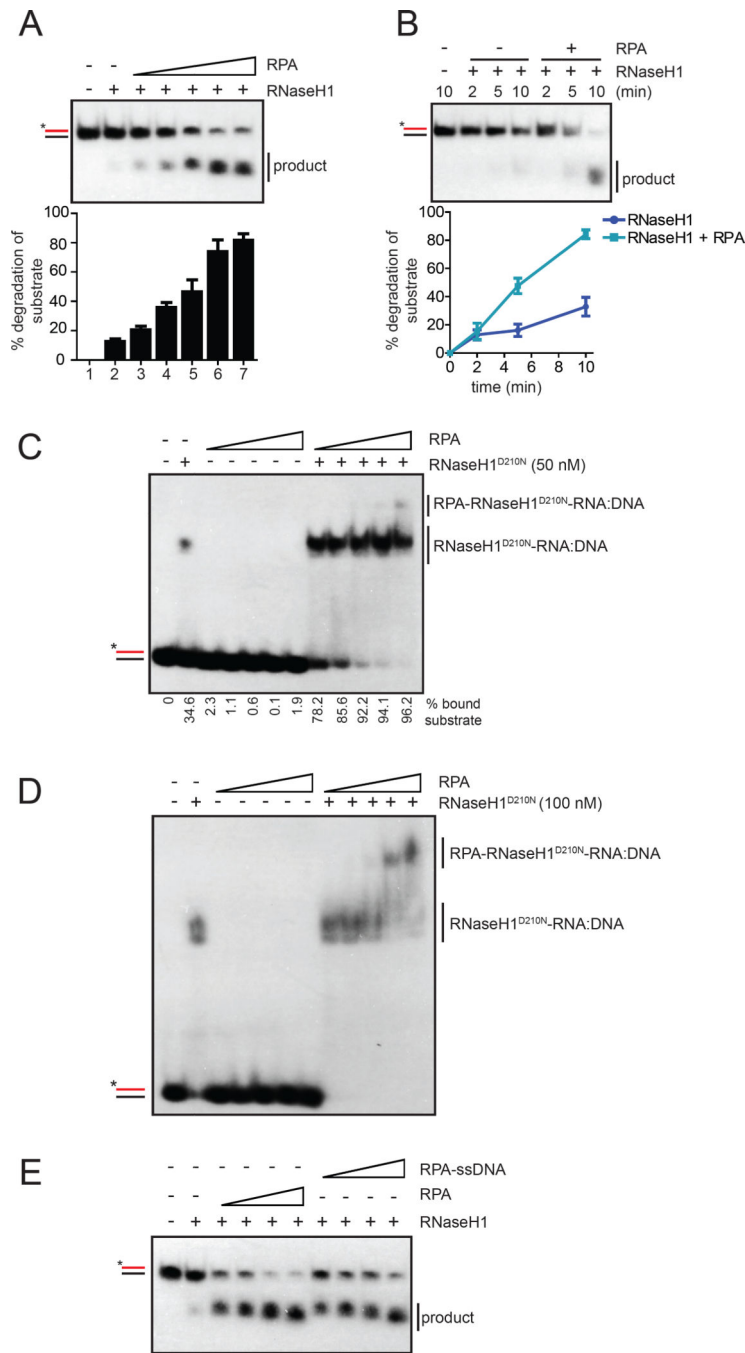 A
RPA
- - 
RNaseH1
- + + + + + +
*
product
% degradation of
substrate
100
80
60
40
20
0
1 2 3 4 5 6 7
B
- - + RPA
- + + + + + + RNaseH1
10 2 5 10 2 5 10 (min)
*
product
% degradation of
substrate
100
80
60
40
20
0
0 2 4 6 8 10
time (min)
RNaseH1
RNaseH1 + RPA
C
- - RPA
- + - - - - - + + + + + RNaseH1D210N (50 nM)
RPA-RNaseH1D210N-RNA:DNA
RNaseH1D210N-RNA:DNA
*
0 34.6 2.3 1.1 0.6 0.1 1.9 78.2 85.6 92.2 94.1 96.2 % bound
substrate
D
- - RPA
- + - - - - - + + + + + RNaseH1D210N (100 nM)
RPA-RNaseH1D210N-RNA:DNA
RNaseH1D210N-RNA:DNA
*
E
- - - - - - RPA-ssDNA
- - - - - - RPA
- + + + + + + + + + RNaseH1
*
product